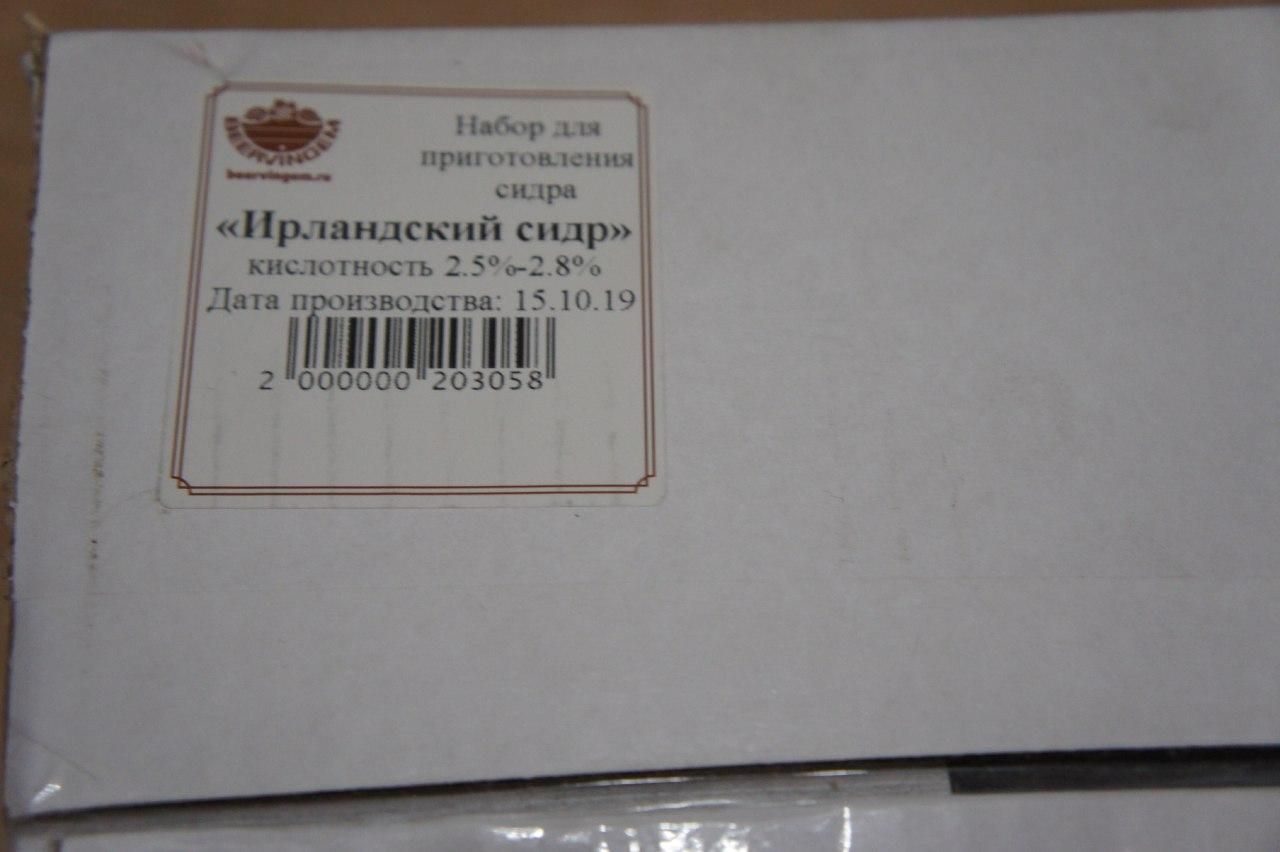 BEERVINGEM
beervingem.ru
Набор для
приготовления
сидра
«Ирландский сидр»
кислотность 2.5%-2.8%
Дата производства: 15.10.19
2 000000 203058